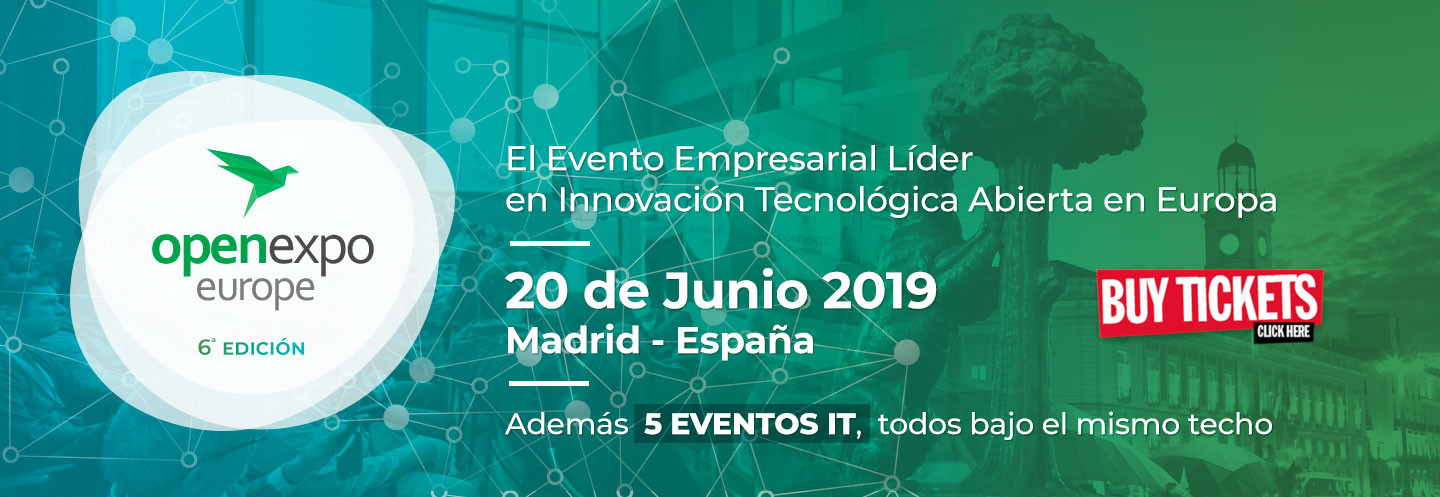 openexpo
europe
6ª EDICIÓN
El Evento Empresarial Líder
en Innovación Tecnológica Abierta en Europa
20 de Junio 2019
Madrid - España
Además 5 EVENTOS IT, todos bajo el mismo techo
BUY TICKETS
CLICK HERE
openexpo